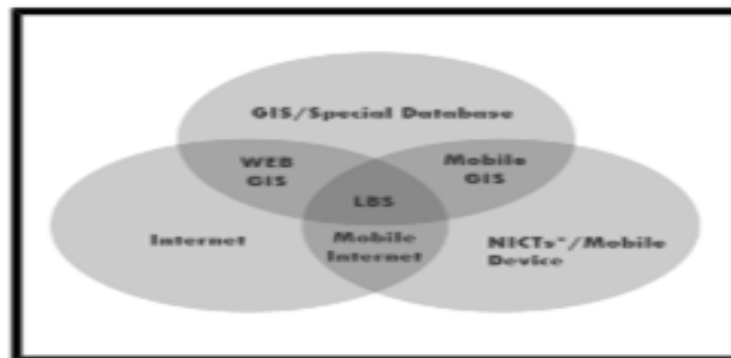 GIS/Special Database
WEB
GIS
Mobile
GIS
LBS
Internet
Mobile
Internet
NICTs"/Mobile
Device